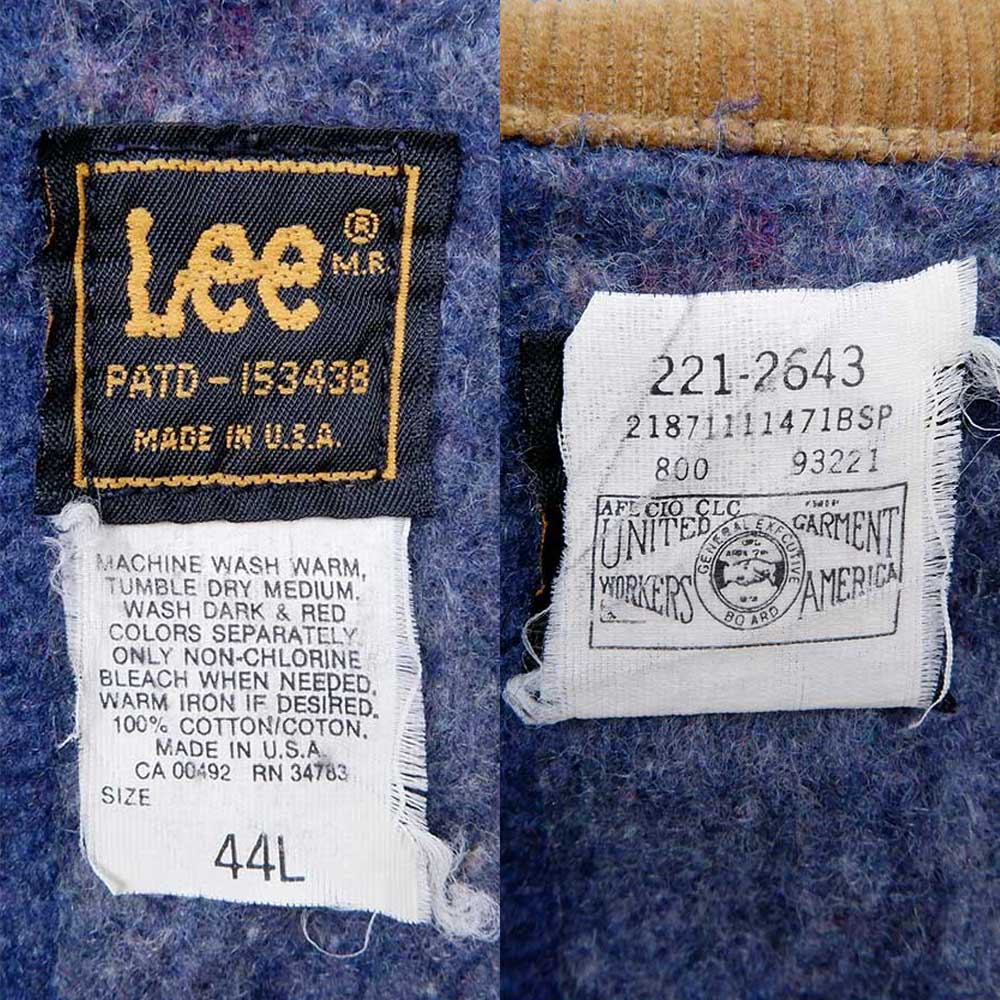 Lee ®
M.R.
PATD-153438
MADE IN U.S.A.
MACHINE WASH WARM,
TUMBLE DRY MEDIUM.
WASH DARK & RED
COLORS SEPARATELY
ONLY NON-CHLORINE
BLEACH WHEN NEEDED.
WARM IRON IF DESIRED.
100% COTTON/COTON.
MADE IN U.S.A.
CA 00492 RN 34783
SIZE
44L
221-2643
21871111471BSP
800 93221
AFL CIO CLC
UNITED GARMENT
WORKERS AMERICA
GENERAL EXECUTIVE
BOARD